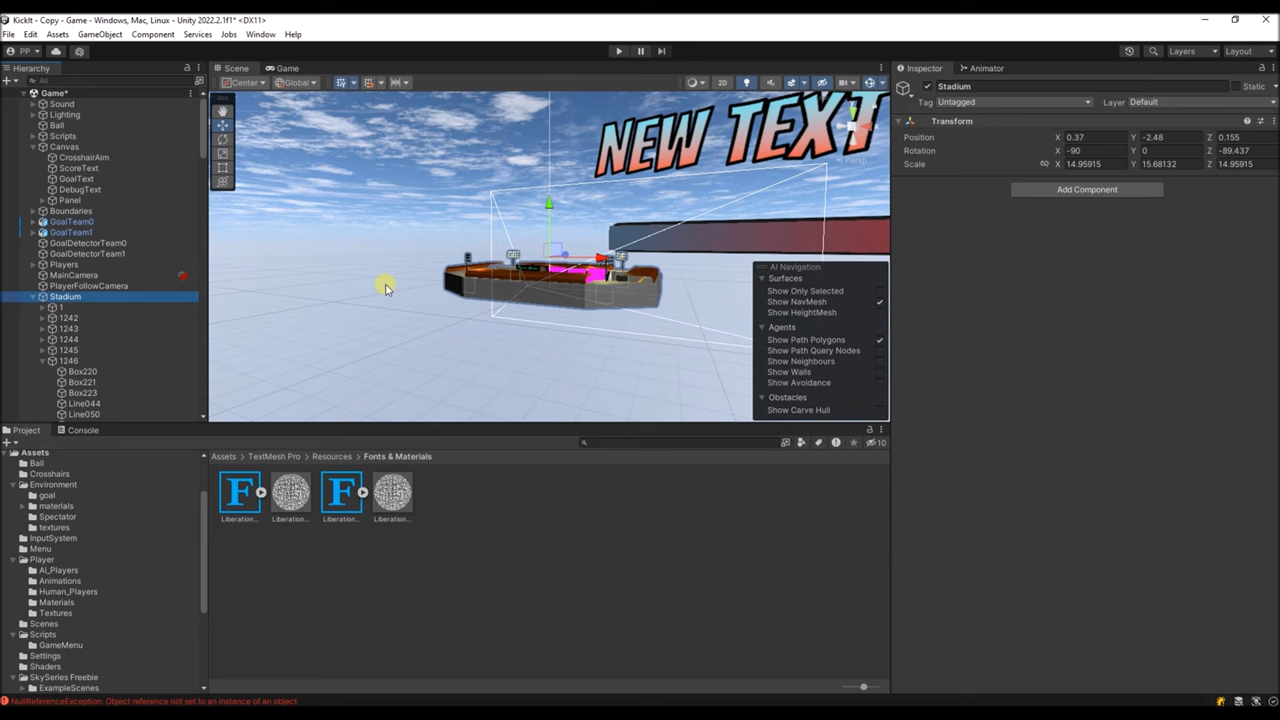 KickIt - Copy - Game - Windows, Mac, Linux - Unity 2022.2.1f1* <DX11>
File Edit Assets GameObject Component Services Jobs Window Help
PP Layers Layout
Hierarchy Scene Game Inspector Animator
All Center Global 2D Stadium Static
Tag Untagged Layer Default
Game*
Sound
Lighting
Ball
Scripts
Canvas
CrosshairAim
ScoreText
GoalText
DebugText
Panel
Boundaries
GoalTeam0
GoalTeam1
GoalDetectorTeam0
GoalDetectorTeam1
Players
MainCamera
PlayerFollowCamera
Stadium
1
1242
1243
1244
1245
1246
Box220
Box221
Box223
Line044
Line050
NEW TEXT
Persp
AI Navigation
Surfaces
Show Only Selected
Show NavMesh
Show HeightMesh
Agents
Show Path Polygons
Show Path Query Nodes
Show Neighbours
Show Walls
Show Avoidance
Obstacles
Show Carve Hull
Transform
Position X 0.37 Y -2.48 Z 0.155
Rotation X -90 Y 0 Z -89.437
Scale X 14.95915 Y 15.68132 Z 14.95915
Add Component
Project Console
10
Assets
Ball
Crosshairs
Environment
goal
materials
Spectator
textures
InputSystem
Menu
Player
AI_Players
Animations
Human_Players
Materials
Textures
Scenes
Scripts
GameMenu
Settings
Shaders
SkySeries Freebie
ExampleScenes
Assets TextMesh Pro Resources Fonts & Materials
Liberation... Liberation... Liberation... Liberation...
NullReferenceException: Object reference not set to an instance of an object